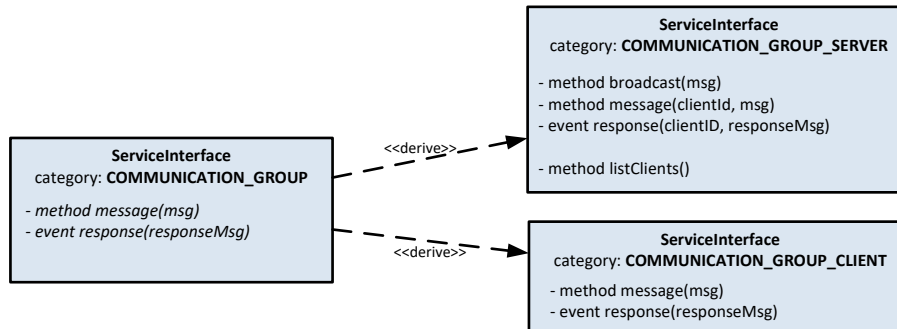 ServiceInterface
category: COMMUNICATION_GROUP_SERVER
- method broadcast(msg)
- method message(clientId, msg)
- event response(clientID, responseMsg)
- method listClients()
<<derive>>
ServiceInterface
category: COMMUNICATION_GROUP
- method message(msg)
- event response(responseMsg)
<<derive>>
ServiceInterface
category: COMMUNICATION_GROUP_CLIENT
- method message(msg)
- event response(responseMsg)